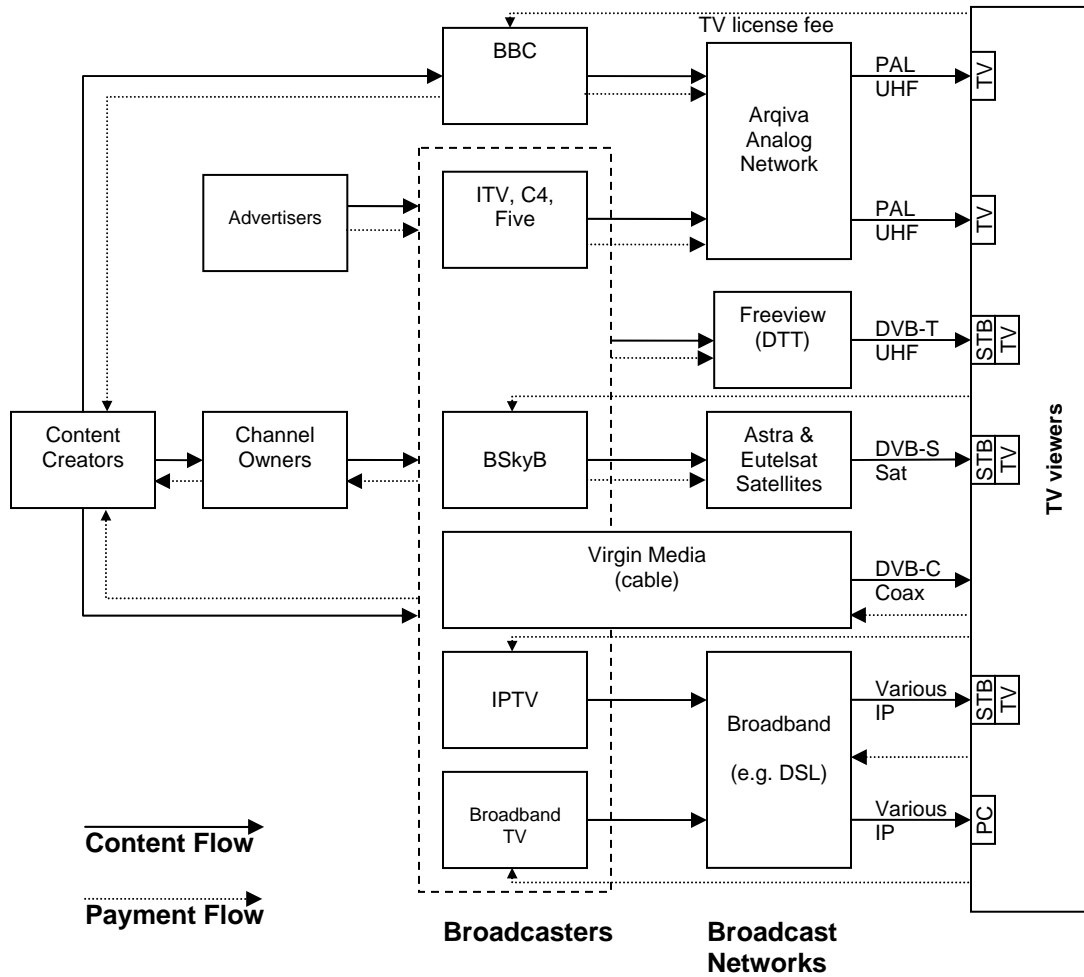 TV license fee
BBC
Arqiva
Analog
Network
PAL
UHF
TV
Advertisers
ITV, C4,
Five
PAL
UHF
TV
Freeview
(DTT)
DVB-T
UHF
STB
TV
Content
Creators
Channel
Owners
BSkyB
Astra &
Eutelsat
Satellites
DVB-S
Sat
STB
TV
TV viewers
Virgin Media
(cable)
DVB-C
Coax
IPTV
Broadband
(e.g. DSL)
Various
IP
STB
TV
Broadband
TV
Various
IP
PC
Content Flow
Payment Flow
Broadcasters
Broadcast
Networks